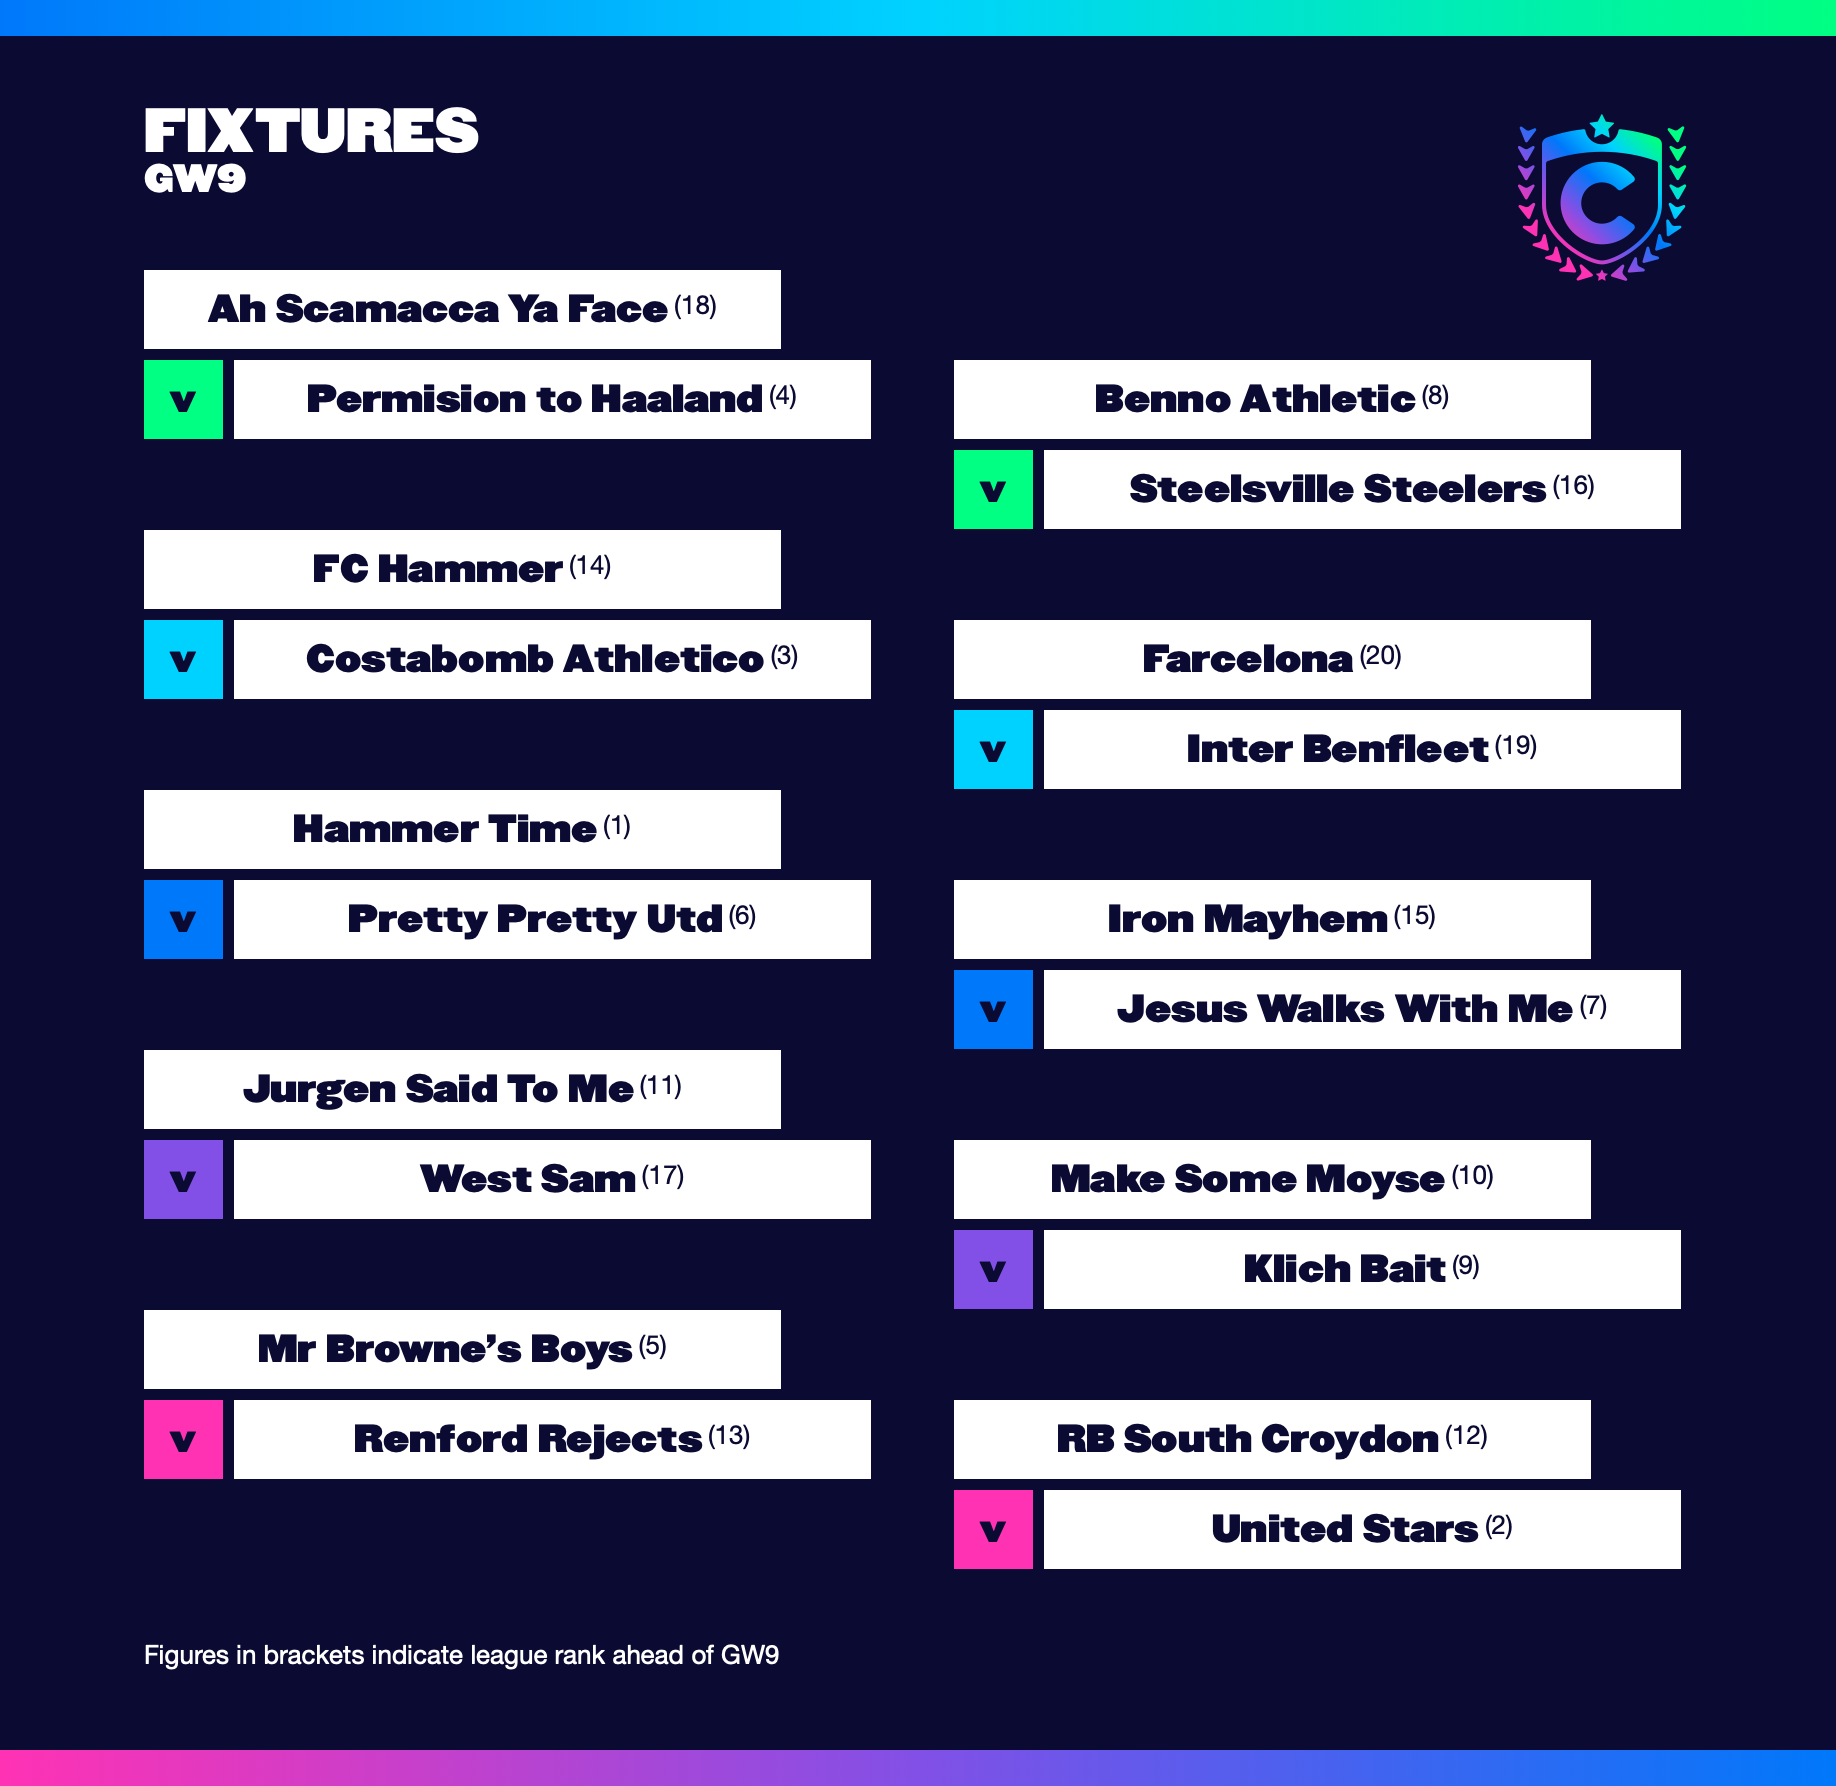 FIXTURES
GW9
Ah Scamacca Ya Face (18)
v Permision to Haaland (4)
FC Hammer (14)
v Costabomb Athletico (3)
Hammer Time (1)
v Pretty Pretty Utd (6)
Jurgen Said To Me (11)
v West Sam (17)
Mr Browne’s Boys (5)
v Renford Rejects (13)
Benno Athletic (8)
v Steelsville Steelers (16)
Farcelona (20)
v Inter Benfleet (19)
Iron Mayhem (15)
v Jesus Walks With Me (7)
Make Some Moyse (10)
v Klich Bait (9)
RB South Croydon (12)
v United Stars (2)
Figures in brackets indicate league rank ahead of GW9
C